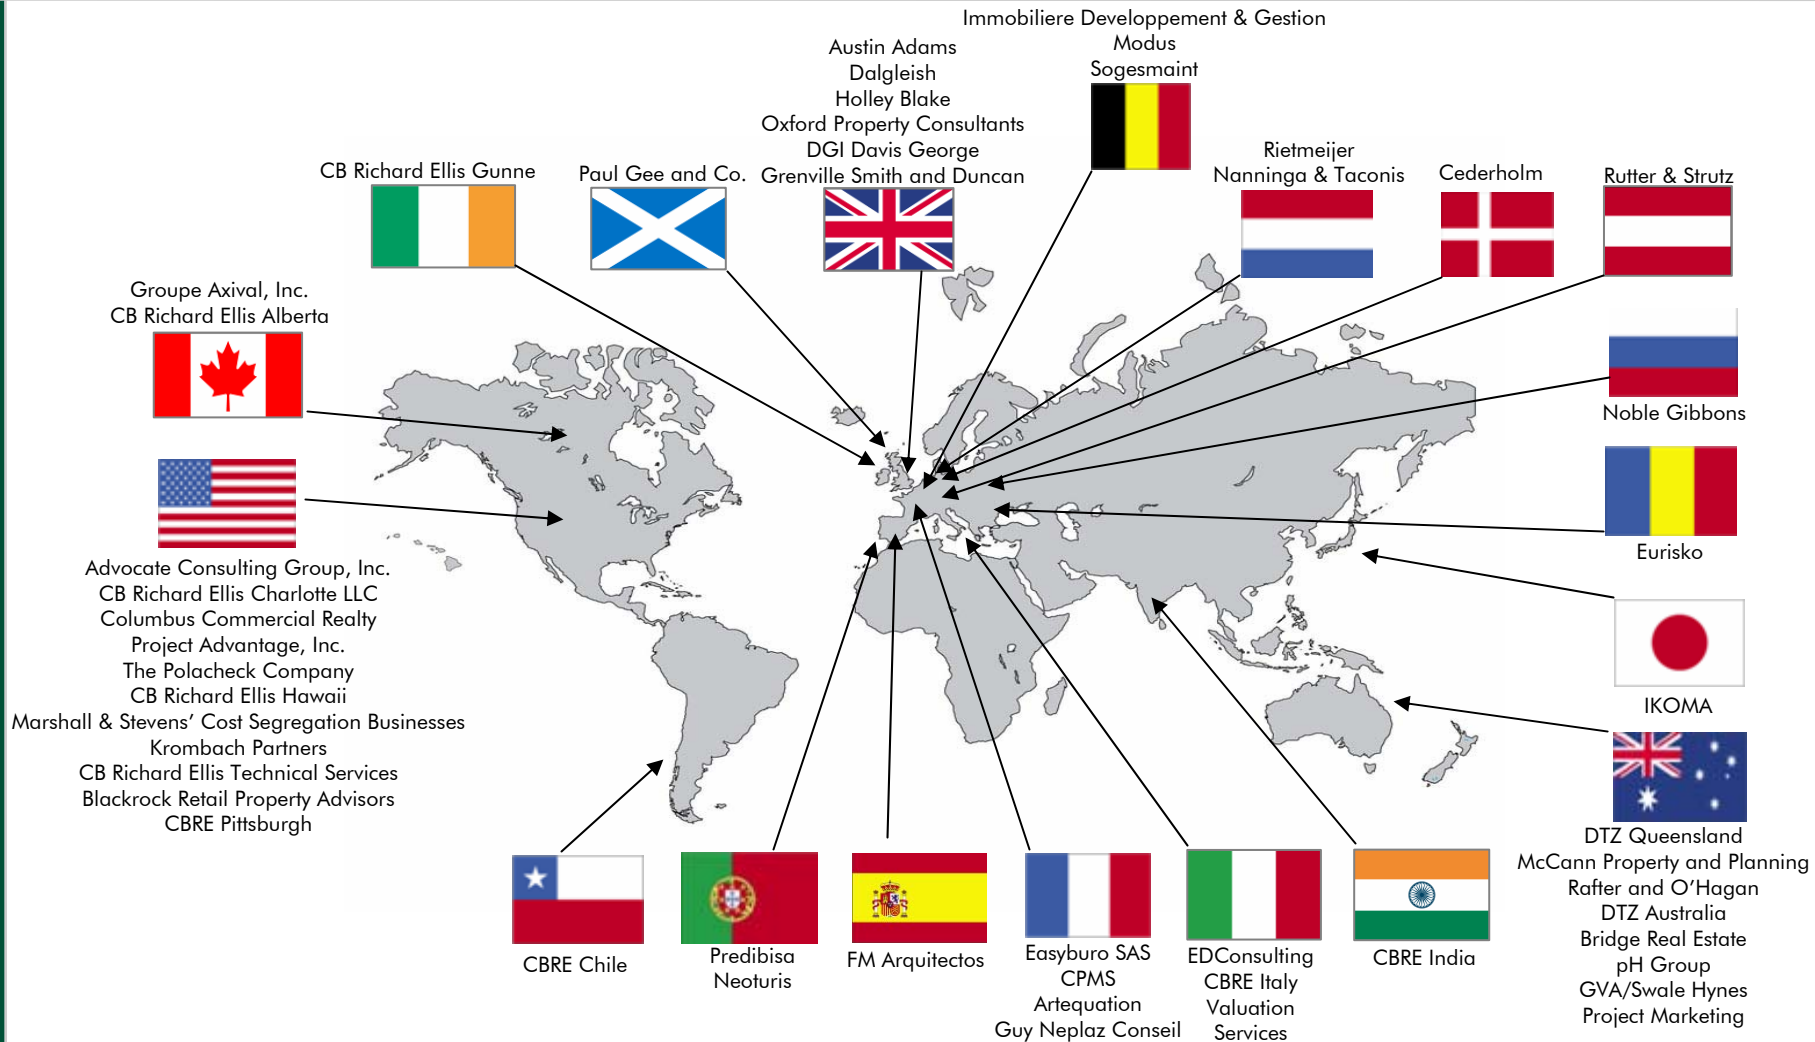 Immobiliere Developpement & Gestion
Modus
Sogesmaint
Austin Adams
Dalgleish
Holley Blake
Oxford Property Consultants
DGI Davis George
Grenville Smith and Duncan
CB Richard Ellis Gunne
Paul Gee and Co.
Rietmeijer
Nanninga & Taconis
Cederholm
Rutter & Strutz
Groupe Axival, Inc.
CB Richard Ellis Alberta
Noble Gibbons
Eurisko
Advocate Consulting Group, Inc.
CB Richard Ellis Charlotte LLC
Columbus Commercial Realty
Project Advantage, Inc.
The Polacheck Company
CB Richard Ellis Hawaii
Marshall & Stevens’ Cost Segregation Businesses
Krombach Partners
CB Richard Ellis Technical Services
Blackrock Retail Property Advisors
CBRE Pittsburgh
IKOMA
DTZ Queensland
McCann Property and Planning
Rafter and O’Hagan
DTZ Australia
Bridge Real Estate
pH Group
GVA/Swale Hynes
Project Marketing
CBRE Chile
Predibisa
Neoturis
FM Arquitectos
Easyburo SAS
CPMS
Artequation
Guy Neplaz Conseil
EDConsulting
CBRE Italy
Valuation
Services
CBRE India